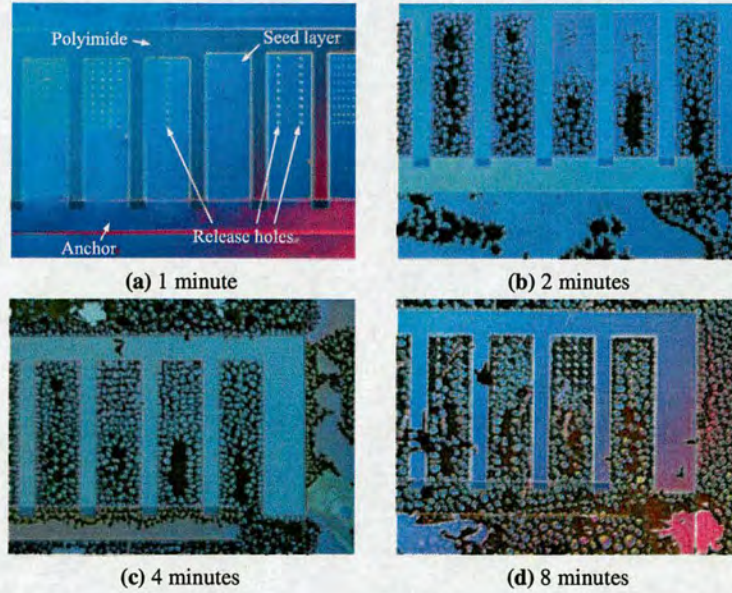 Polyimide
Seed layer
Release holes
Anchor
(a) 1 minute
(b) 2 minutes
(c) 4 minutes
(d) 8 minutes